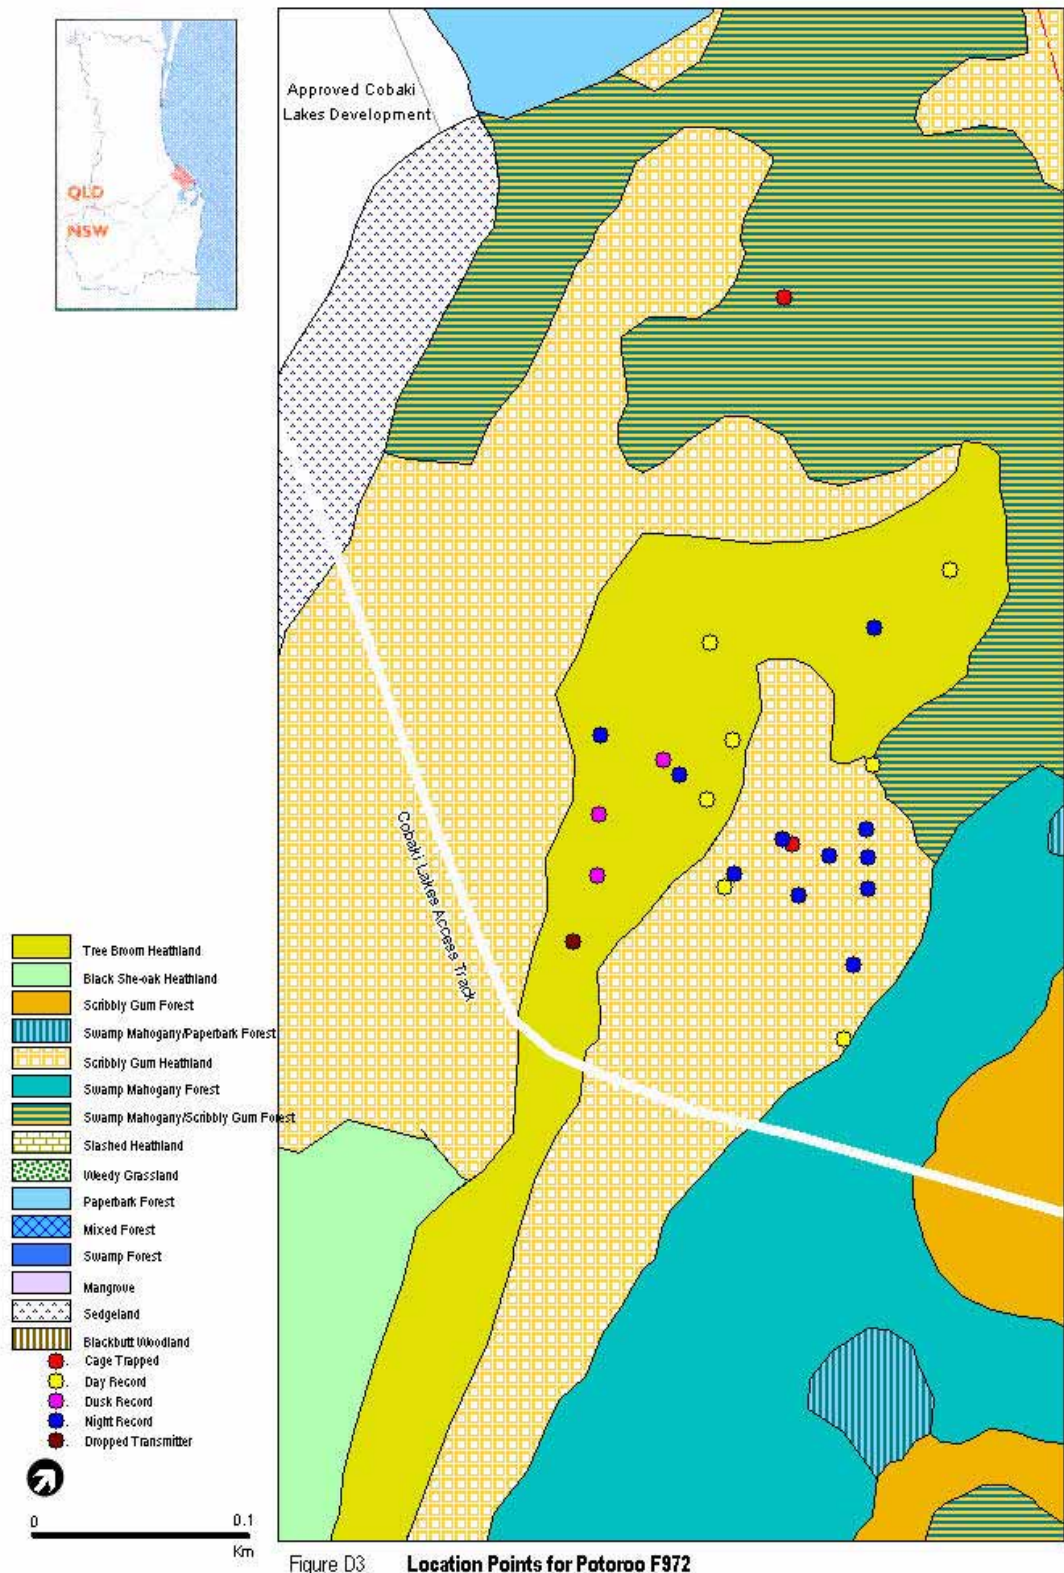 QLD
NSW
Approved Cobaki
Lakes Development
Cobaki Lakes Access Track
Tree Broom Heathland
Black She-oak Heathland
Scribbly Gum Forest
Swamp Mahogany/Paperbark Forest
Scribbly Gum Heathland
Swamp Mahogany Forest
Swamp Mahogany/Scribbly Gum Forest
Slashed Heathland
Weedy Grassland
Paperbark Forest
Mixed Forest
Swamp Forest
Mangrove
Sedgeland
Blackbutt Woodland
Cage Trapped
Day Record
Dusk Record
Night Record
Dropped Transmitter
0 0.1
Km
Figure D3 Location Points for Potoroo F972